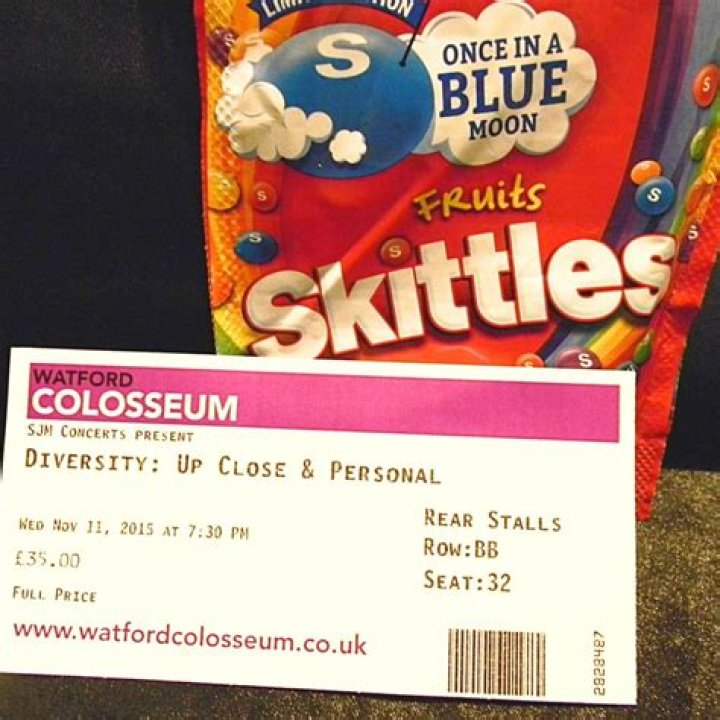 LIMITED EDITION
S
ONCE IN A
BLUE
MOON
FRuits
Skittles
WATFORD
COLOSSEUM
SJM CONCERTS PRESENT
DIVERSITY: UP CLOSE & PERSONAL
WED NOV 11, 2015 AT 7:30 PM
£35.00
FULL PRICE
REAR STALLS
ROW:BB
SEAT:32
www.watfordcolosseum.co.uk
2828487